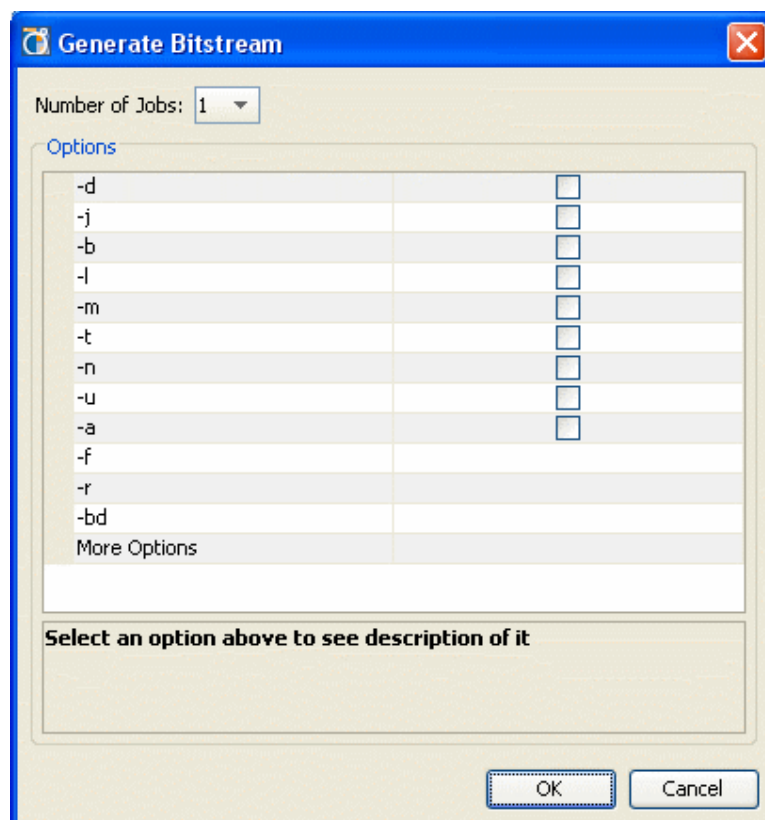 Generate Bitstream
Number of Jobs: 1
Options
-d
-j
-b
-l
-m
-t
-n
-u
-a
-f
-r
-bd
More Options
Select an option above to see description of it
OK Cancel